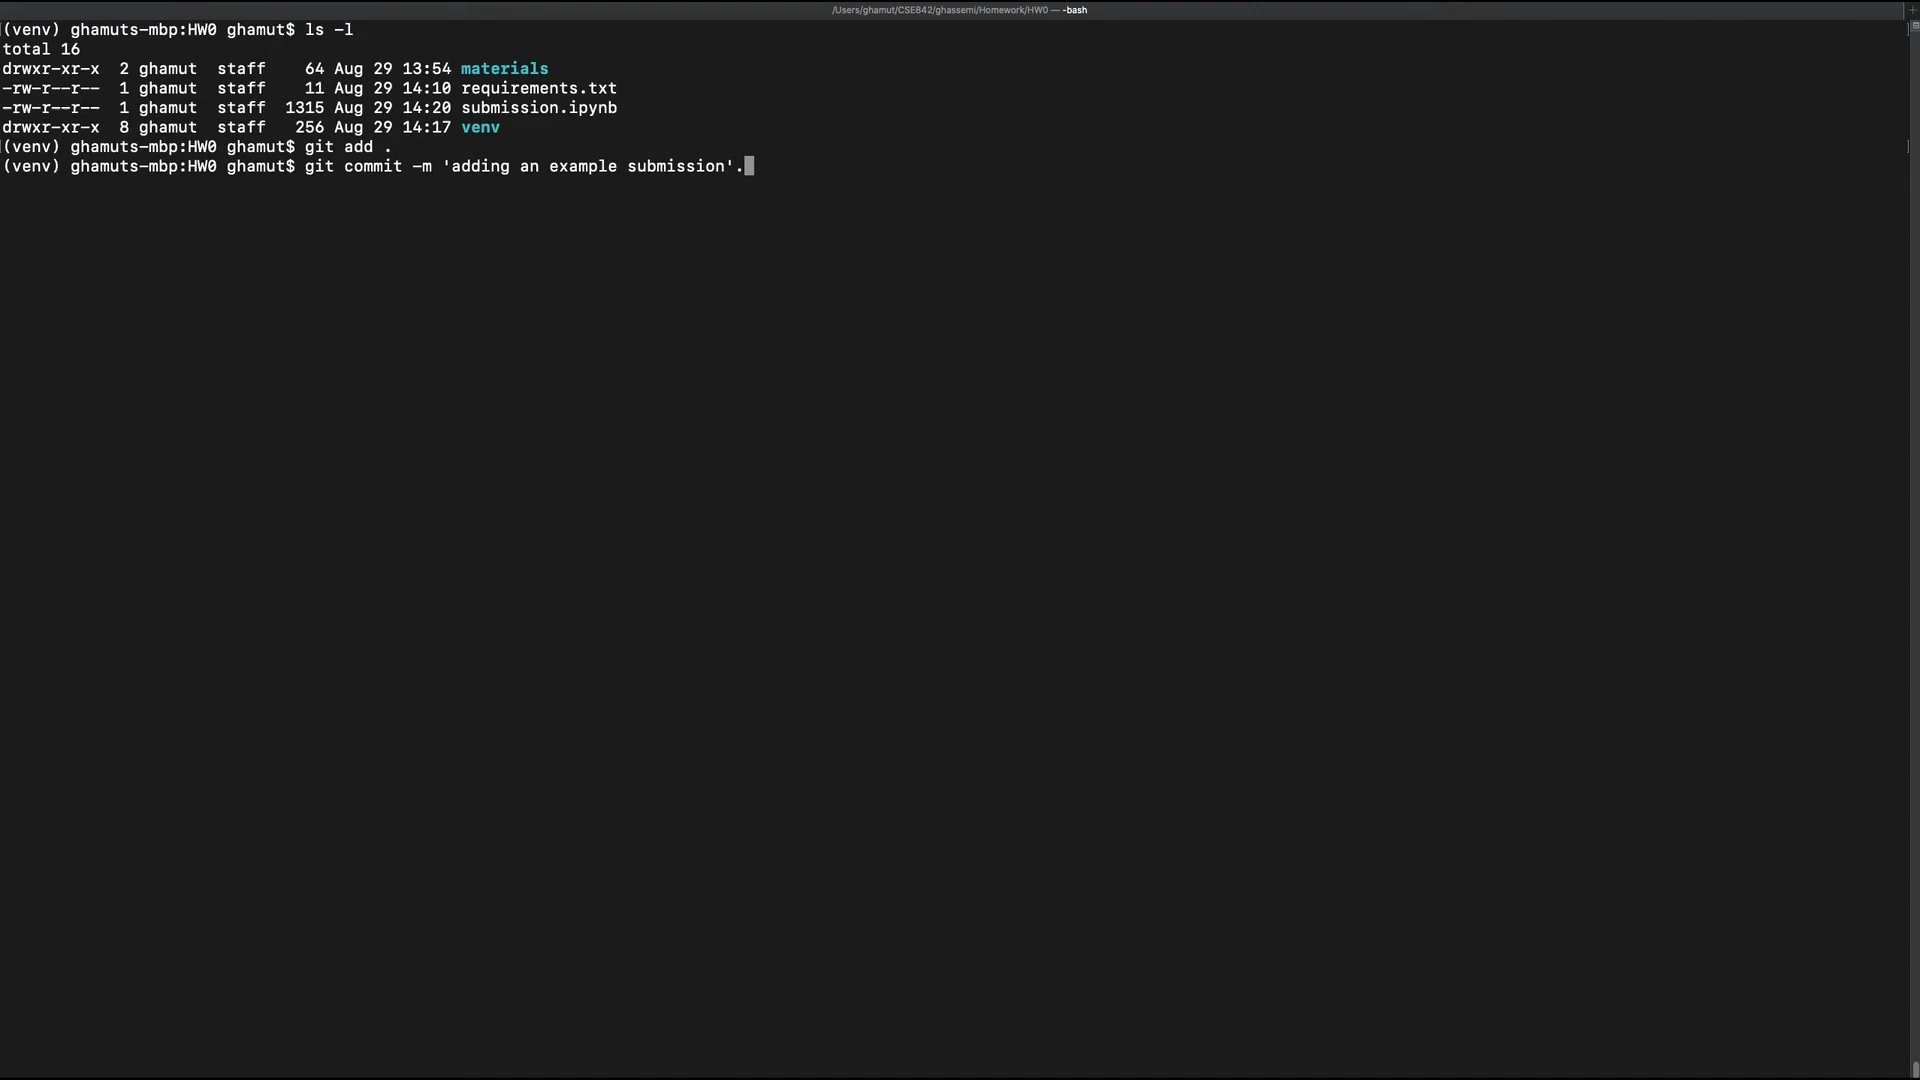 /Users/ghamut/CSE842/ghassemi/Homework/HW0 — -bash
(venv) ghamuts-mbp:HW0 ghamut$ ls -l
total 16
drwxr-xr-x  2 ghamut  staff    64 Aug 29 13:54 materials
-rw-r--r--  1 ghamut  staff    11 Aug 29 14:10 requirements.txt
-rw-r--r--  1 ghamut  staff  1315 Aug 29 14:20 submission.ipynb
drwxr-xr-x  8 ghamut  staff   256 Aug 29 14:17 venv
(venv) ghamuts-mbp:HW0 ghamut$ git add .
(venv) ghamuts-mbp:HW0 ghamut$ git commit -m 'adding an example submission'.